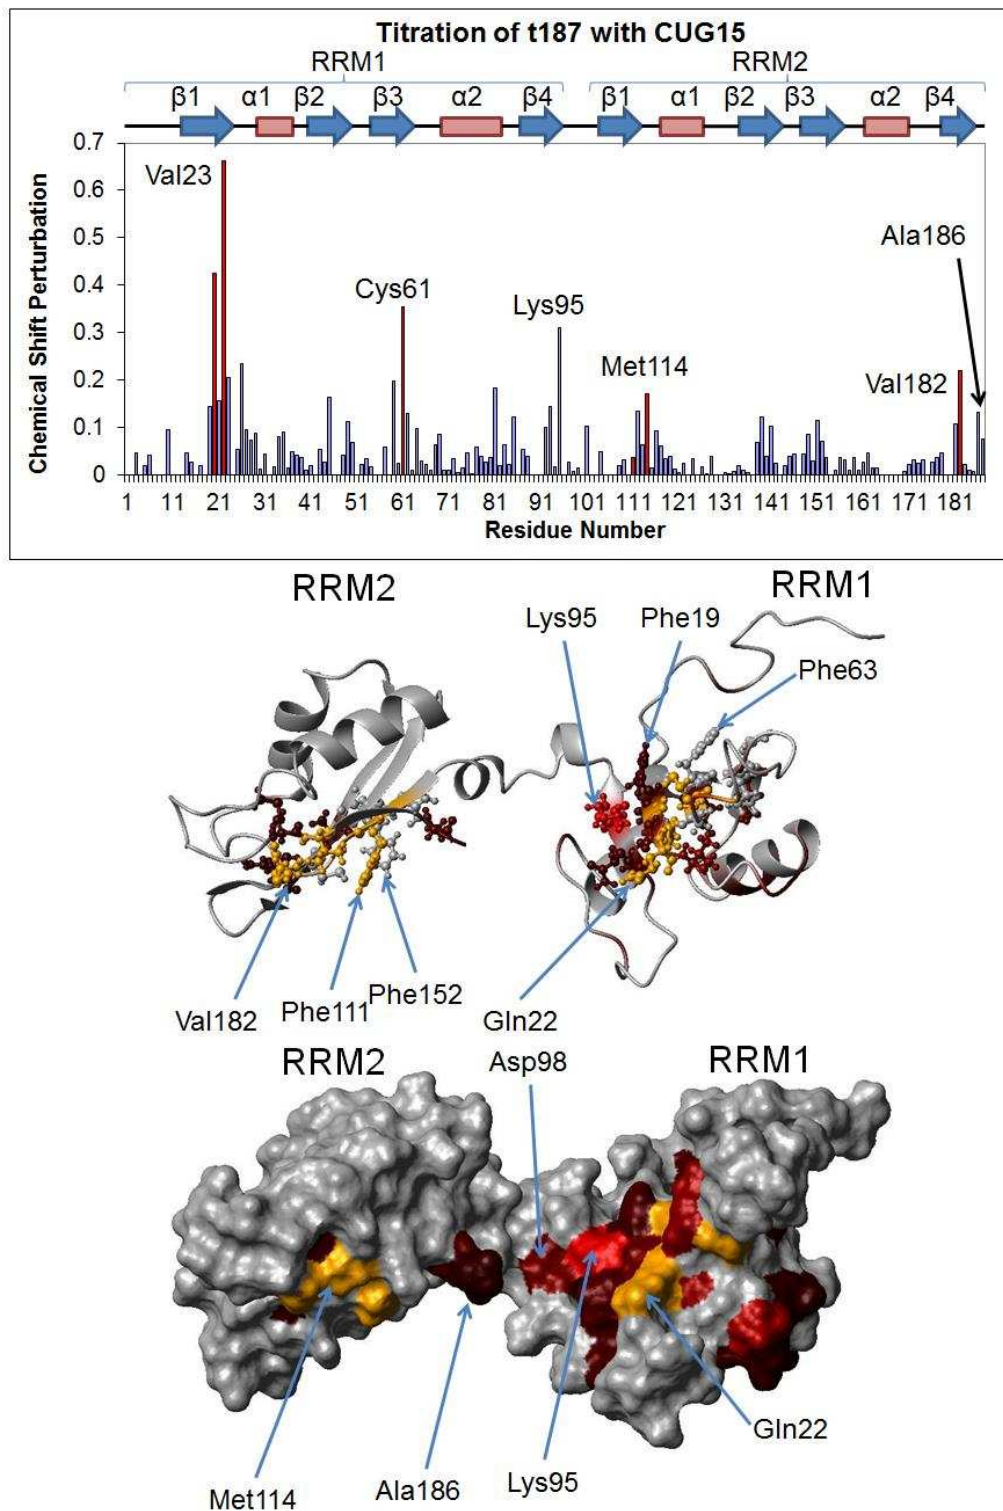 Titration of t187 with CUG15
RRM1 RRM2
β1 α1 β2 β3 α2 β4 β1 α1 β2 β3 α2 β4
0.7
0.6
0.5
0.4
0.3
0.2
0.1
0
Chemical Shift Perturbation
Val23
Cys61
Lys95
Met114
Val182
Ala186
1 11 21 31 41 51 61 71 81 91 101 111 121 131 141 151 161 171 181
Residue Number
RRM2 RRM1
Lys95 Phe19
Phe63
Val182 Phe111 Phe152
Gln22
RRM2 Asp98 RRM1
Gln22
Met114 Ala186 Lys95